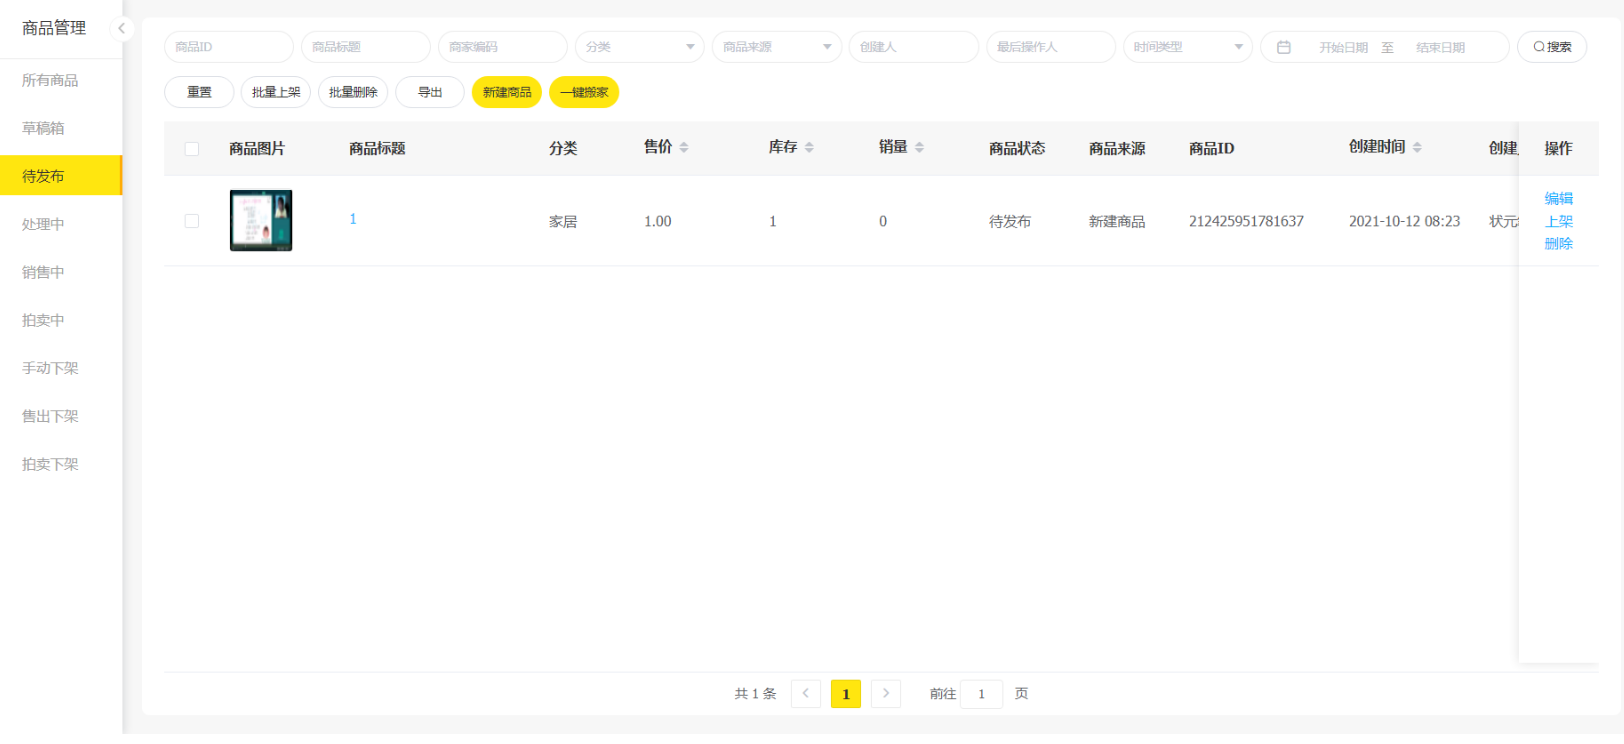 商品管理
所有商品
草稿箱
待发布
处理中
销售中
拍卖中
手动下架
售出下架
拍卖下架
商品ID 商品标题 商家编码 分类 商品来源 创建人 最后操作人 时间类型 开始日期 至 结束日期 搜索
重置 批量上架 批量删除 导出 新建商品 一键搬家
商品图片 商品标题 分类 售价 库存 销量 商品状态 商品来源 商品ID 创建时间 创建 操作
1 家居 1.00 1 0 待发布 新建商品 212425951781637 2021-10-12 08:23 状元 编辑
上架
删除
共 1 条 1 前往 1 页